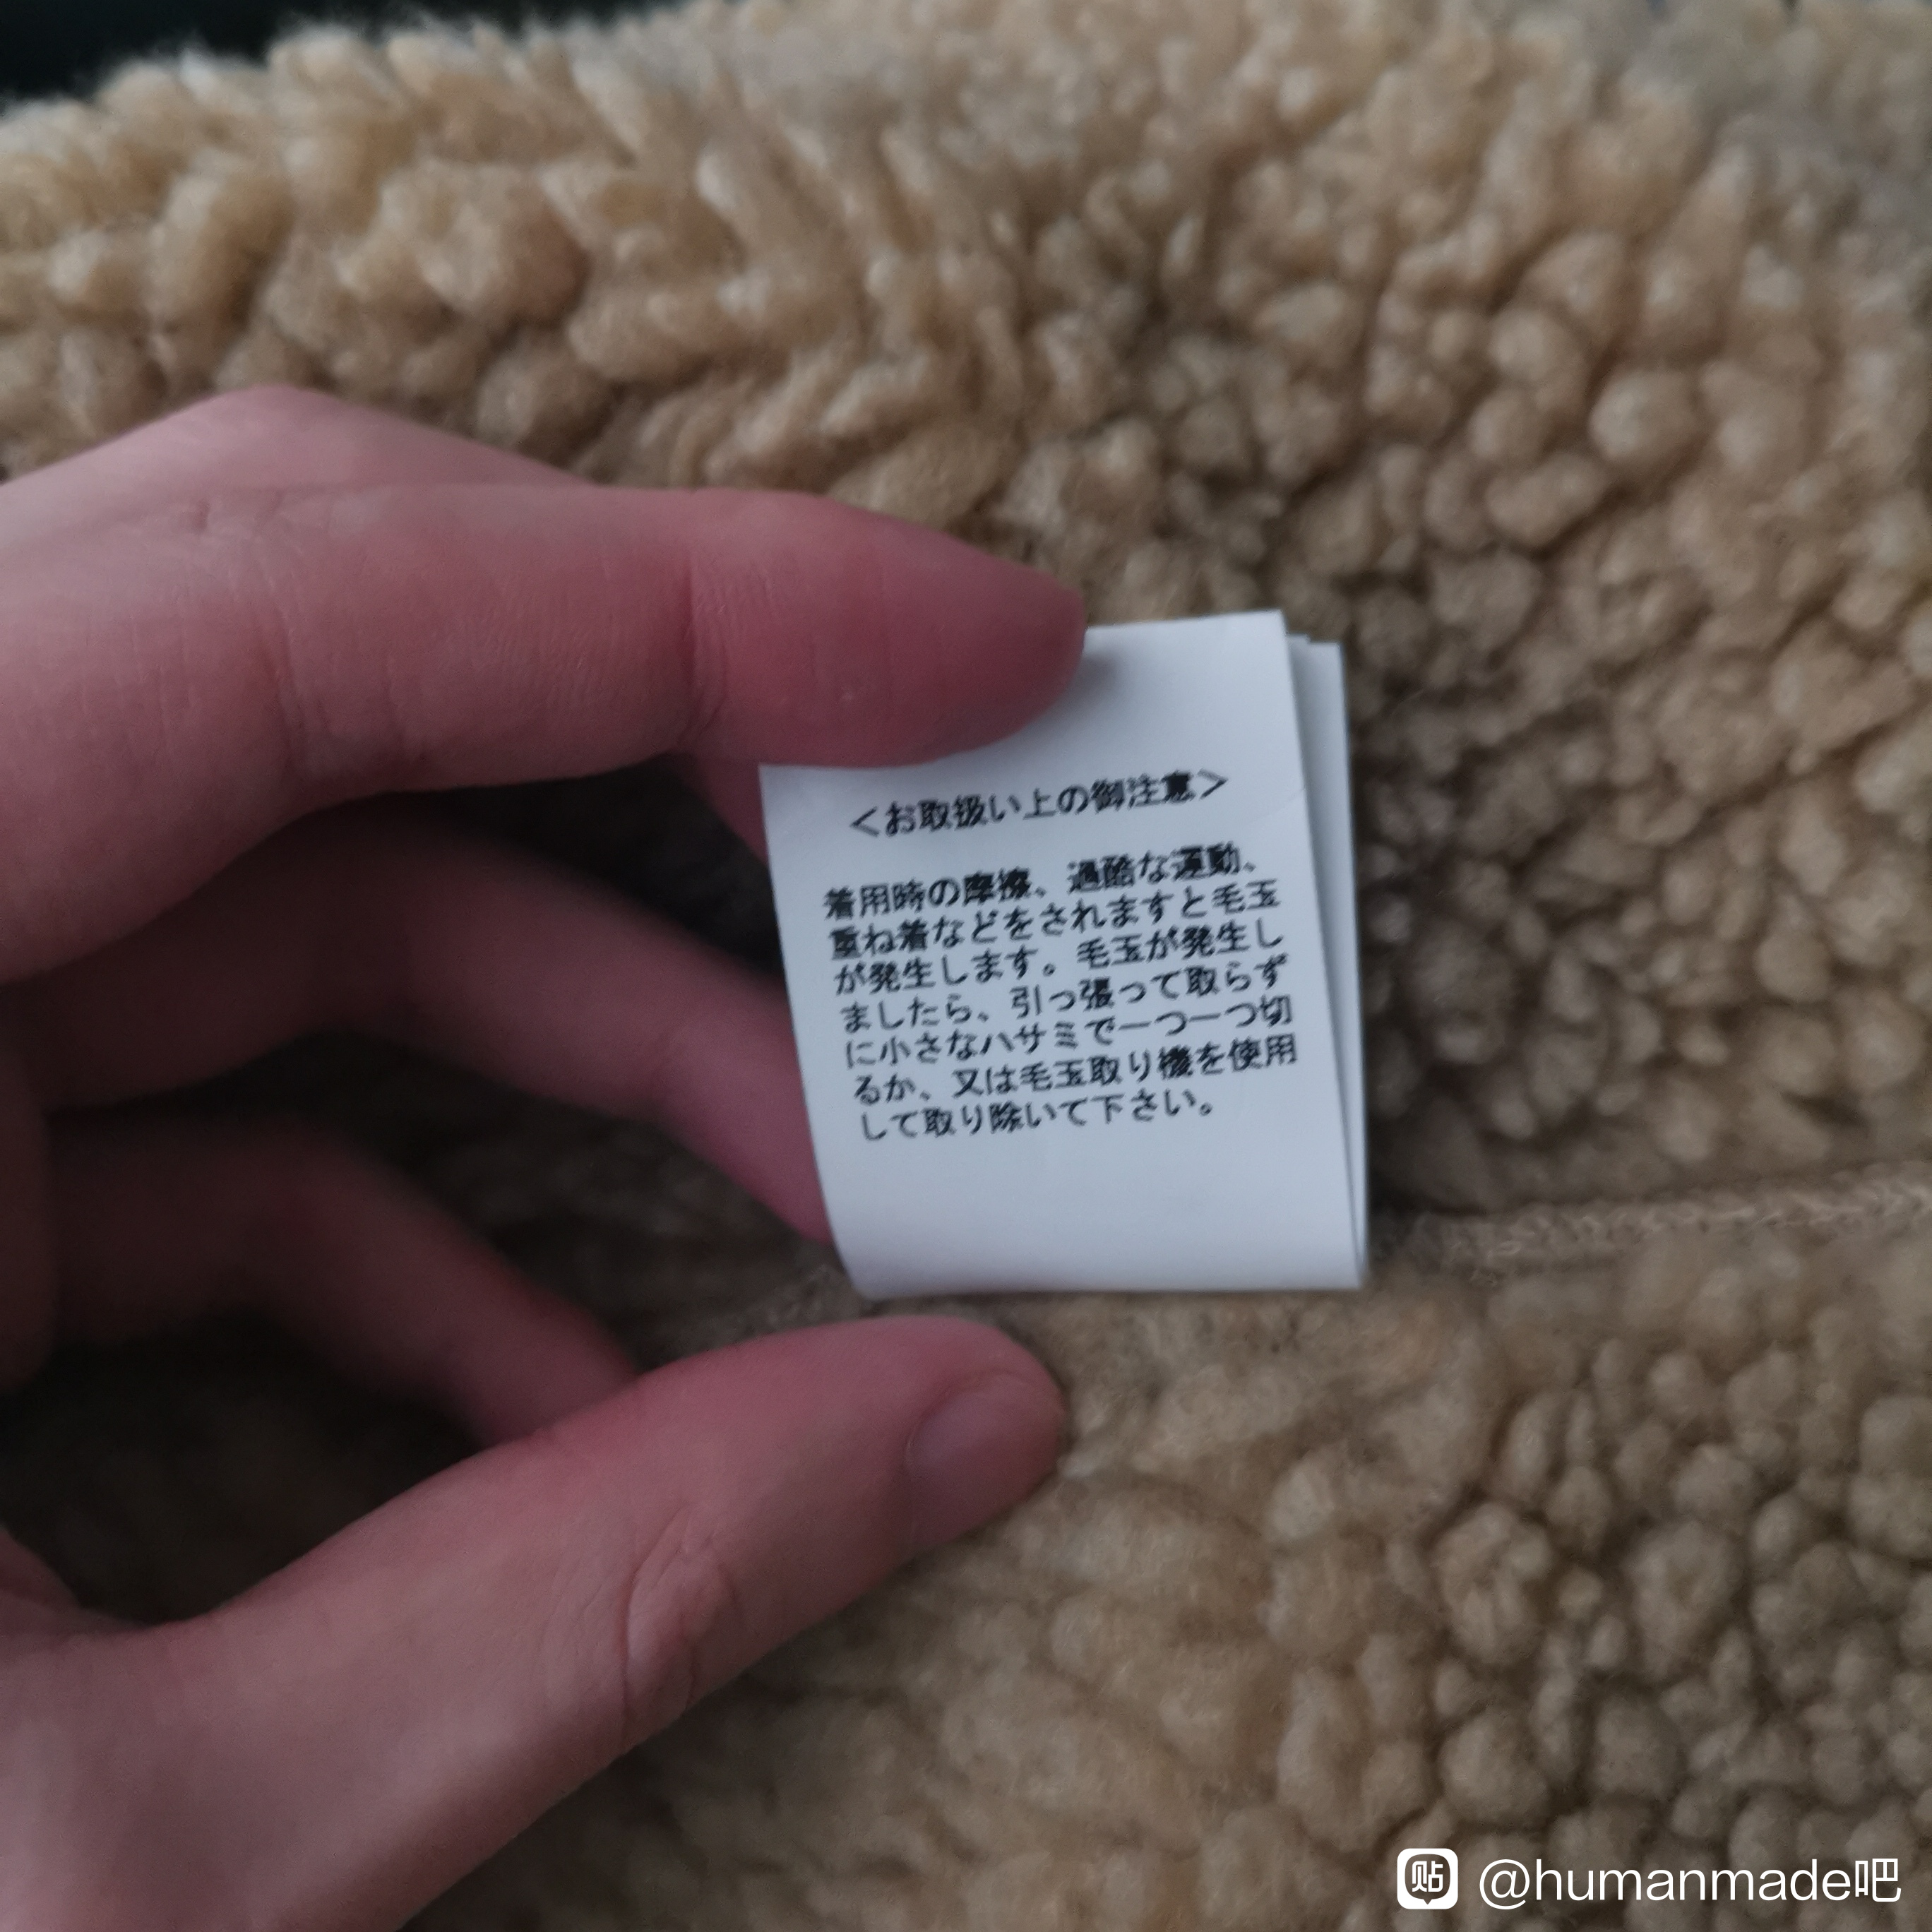 ＜お取扱い上の御注意＞
着用時の摩擦、過酷な運動、
重ね着などをされますと毛玉
が発生します。毛玉が発生し
ましたら、引っ張って取らず
に小さなハサミで一つ一つ切
るか、又は毛玉取り機を使用
して取り除いて下さい。
贴 @humanmade吧